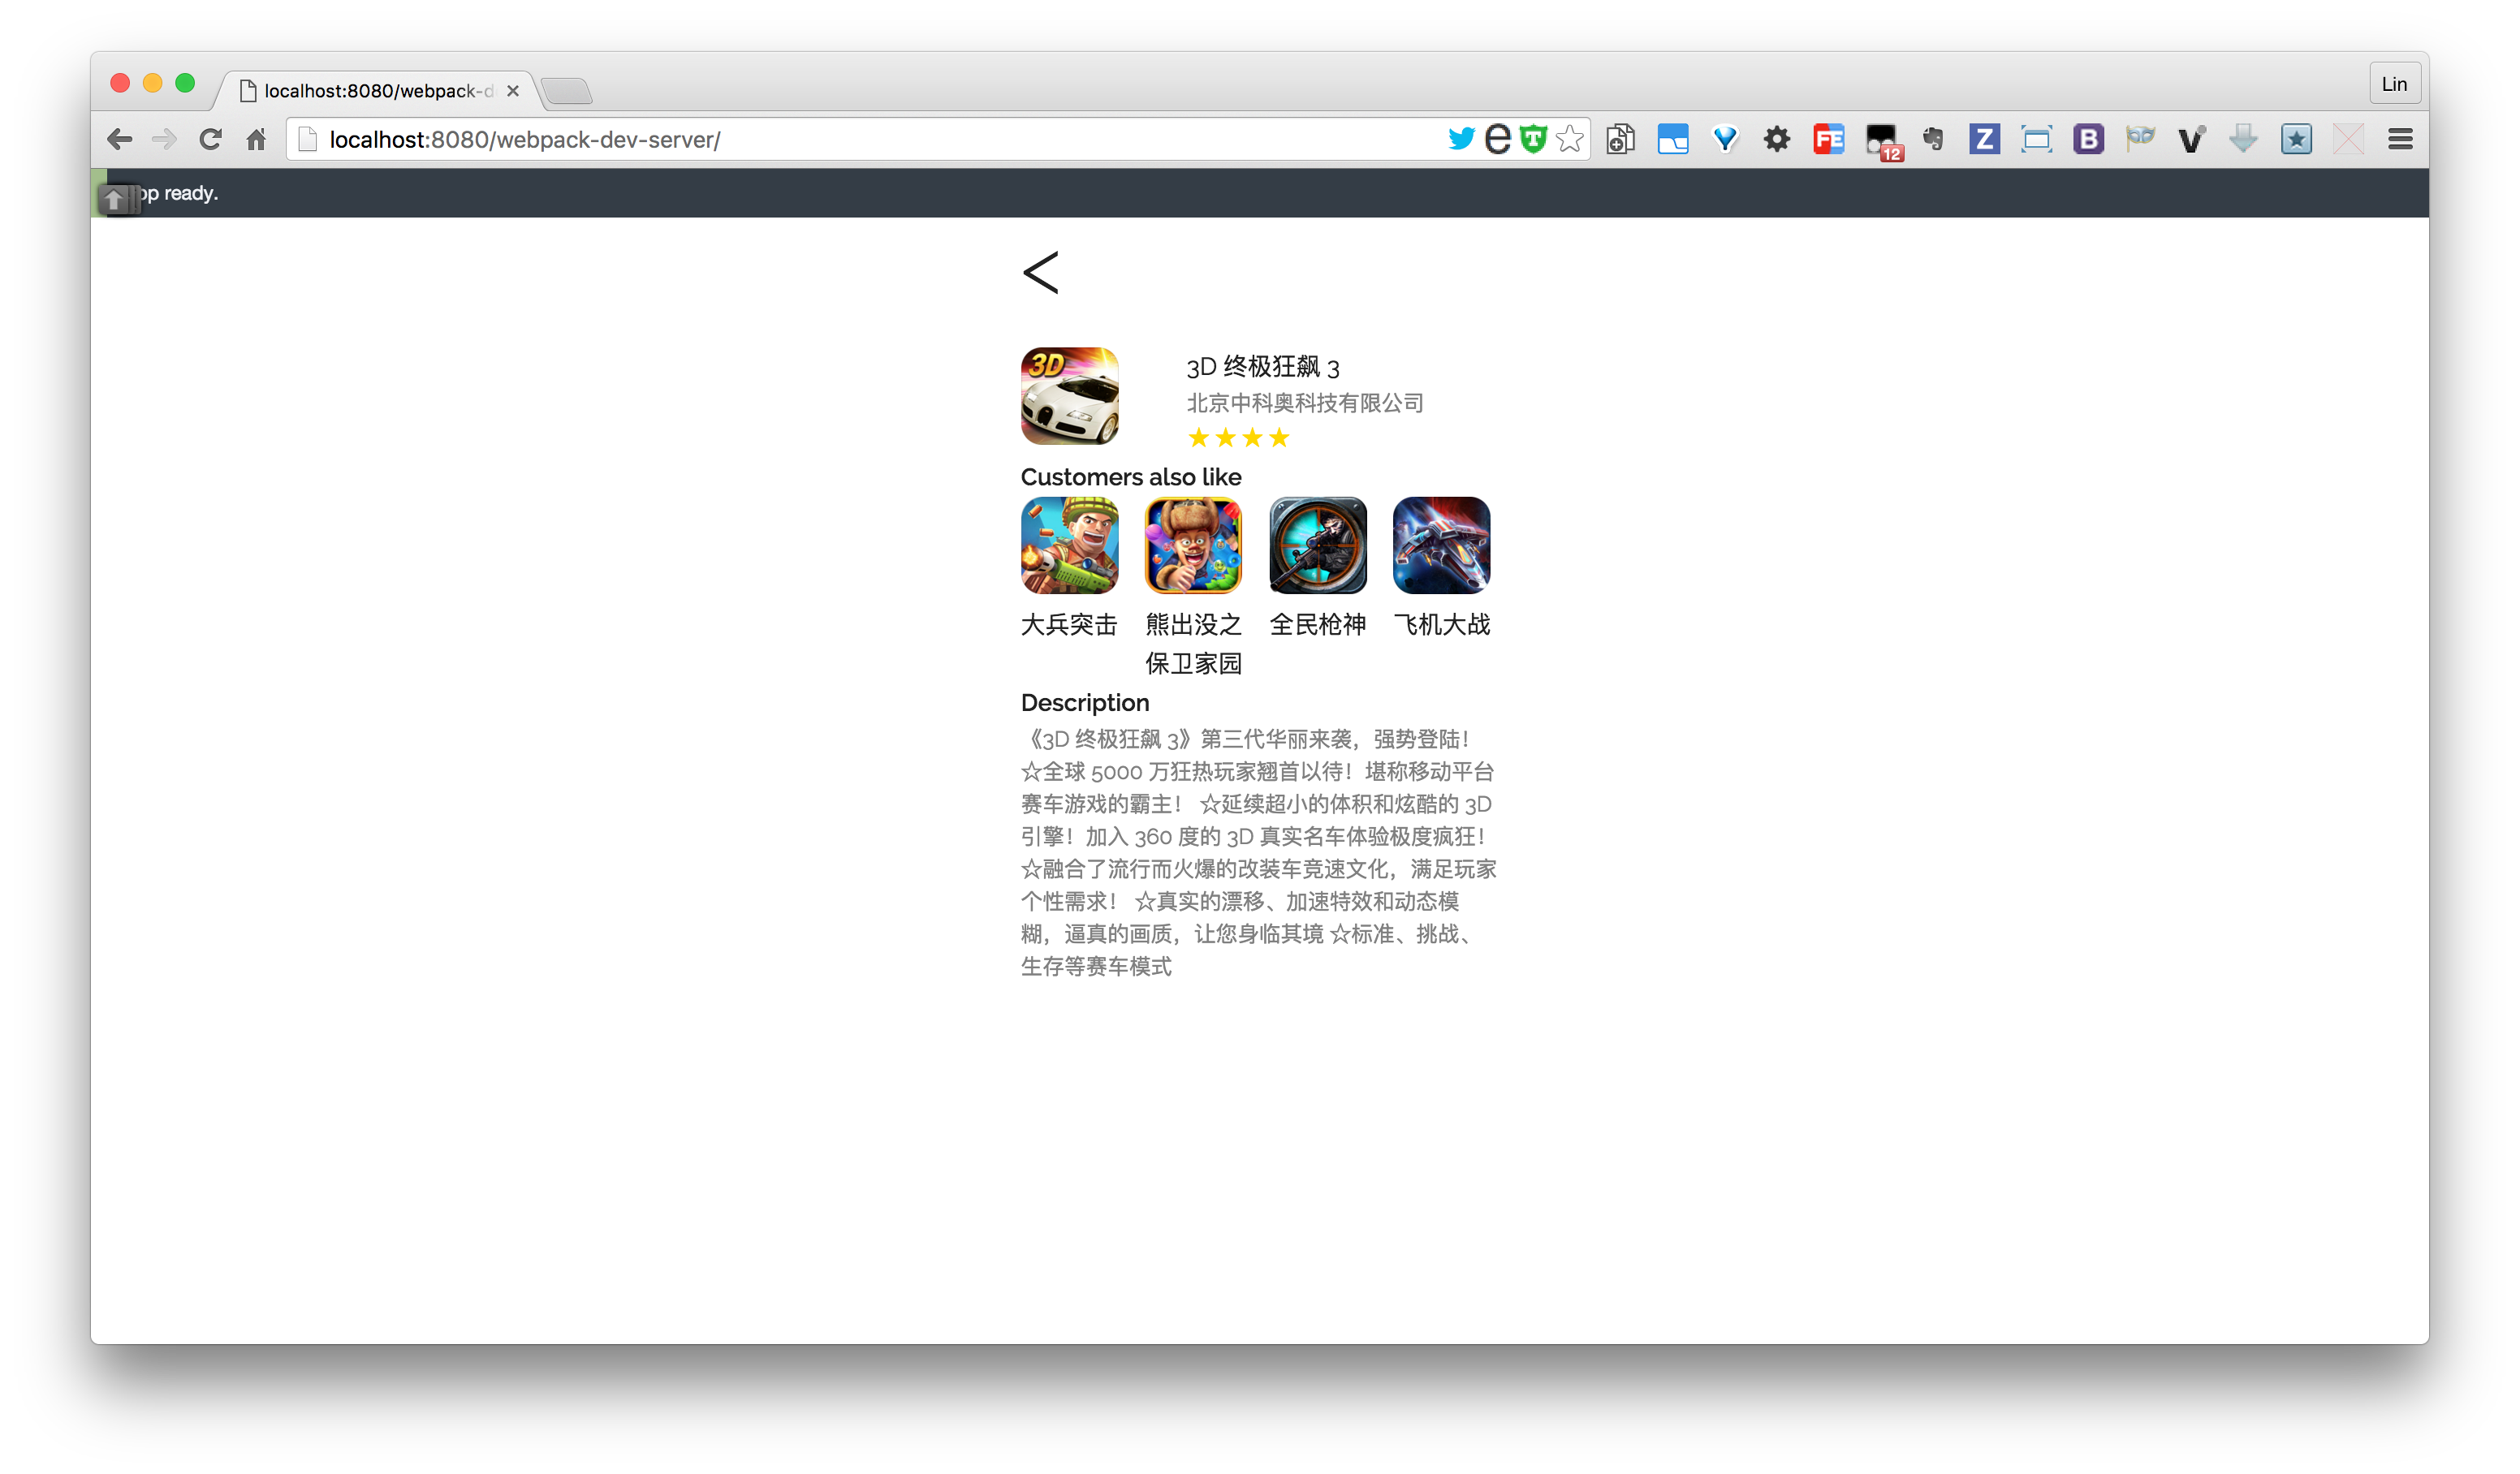 localhost:8080/webpack-d
Lin
localhost:8080/webpack-dev-server/
12
pp ready.
<
3D 终极狂飙 3
北京中科奥科技有限公司
★★★★
Customers also like
大兵突击
熊出没之
保卫家园
全民枪神
飞机大战
Description
《3D 终极狂飙 3》第三代华丽来袭，强势登陆！
☆全球 5000 万狂热玩家翘首以待！堪称移动平台
赛车游戏的霸主！ ☆延续超小的体积和炫酷的 3D
引擎！加入 360 度的 3D 真实名车体验极度疯狂！
☆融合了流行而火爆的改装车竞速文化，满足玩家
个性需求！ ☆真实的漂移、加速特效和动态模
糊，逼真的画质，让您身临其境 ☆标准、挑战、
生存等赛车模式
3D